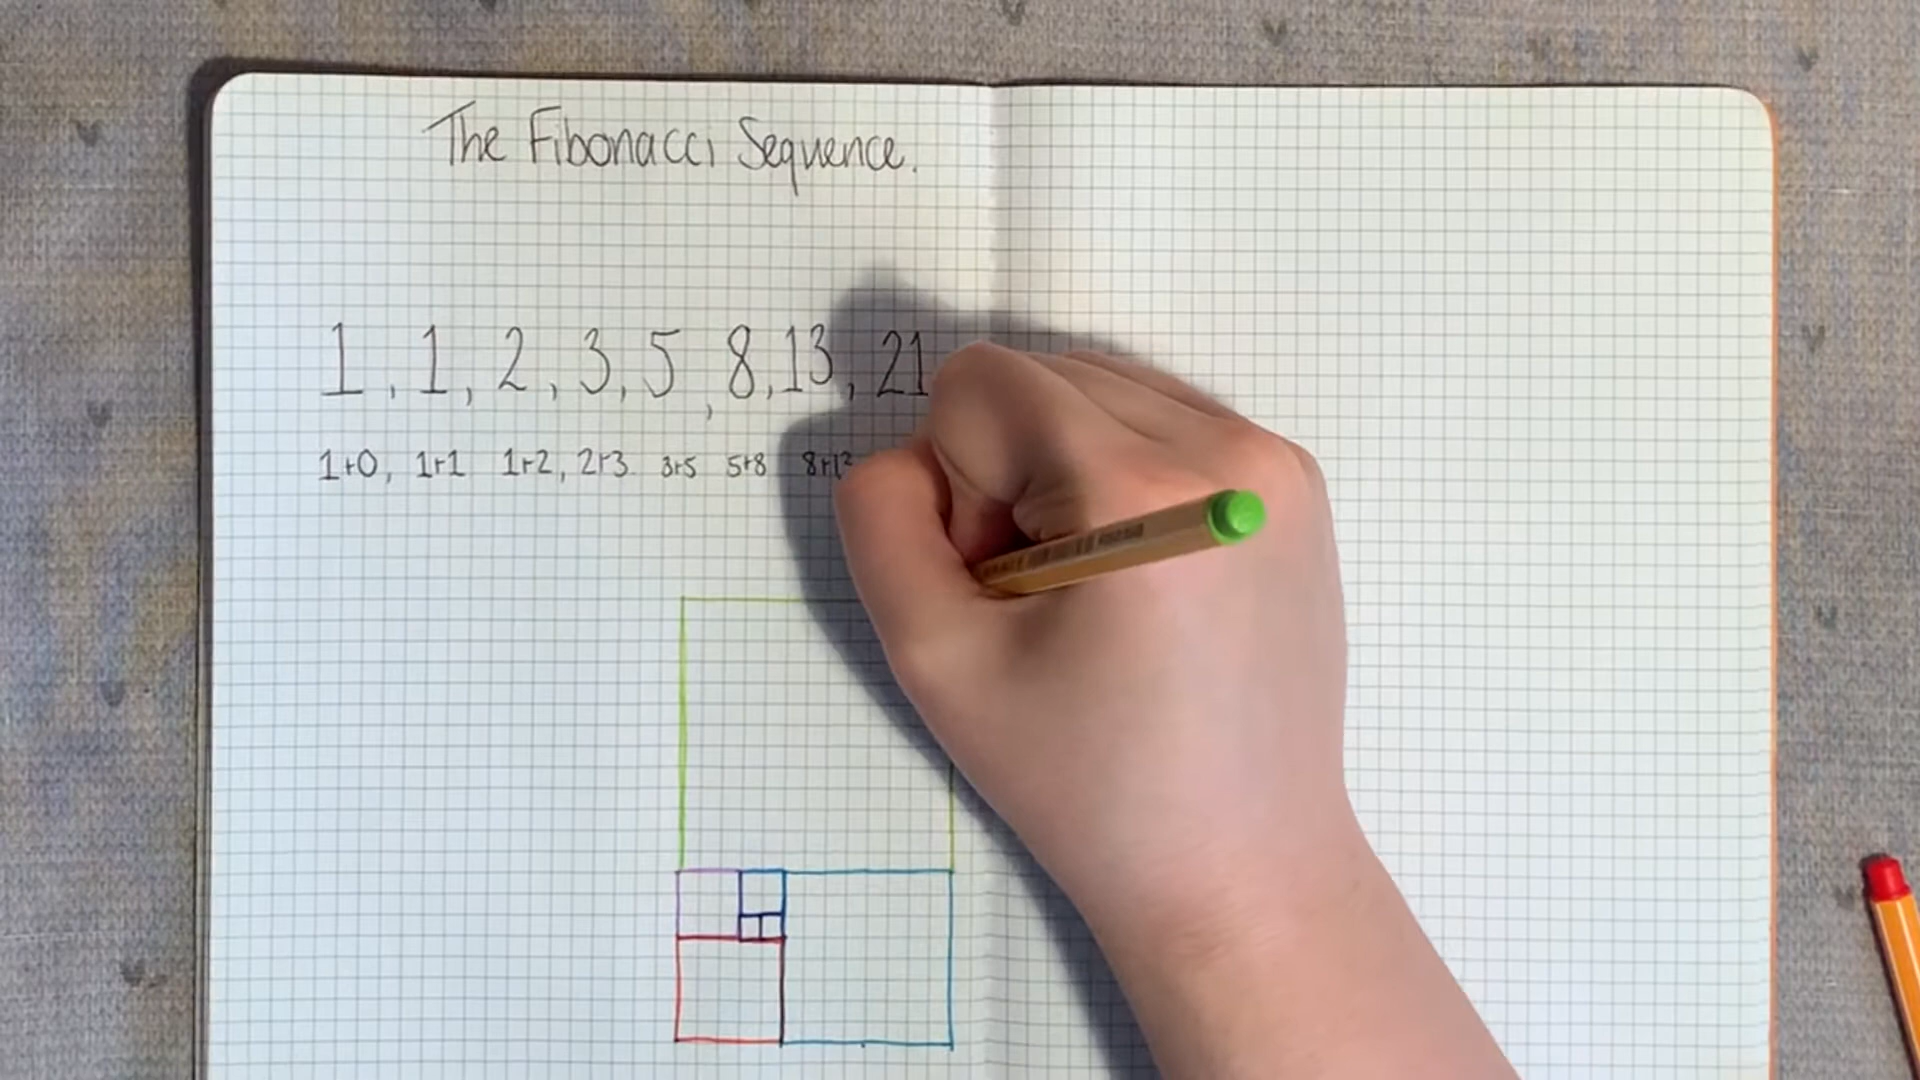 The Fibonacci Sequence.
1, 1, 2, 3, 5, 8, 13, 21
1+0, 1+1 1+2, 2+3 3+5 5+8